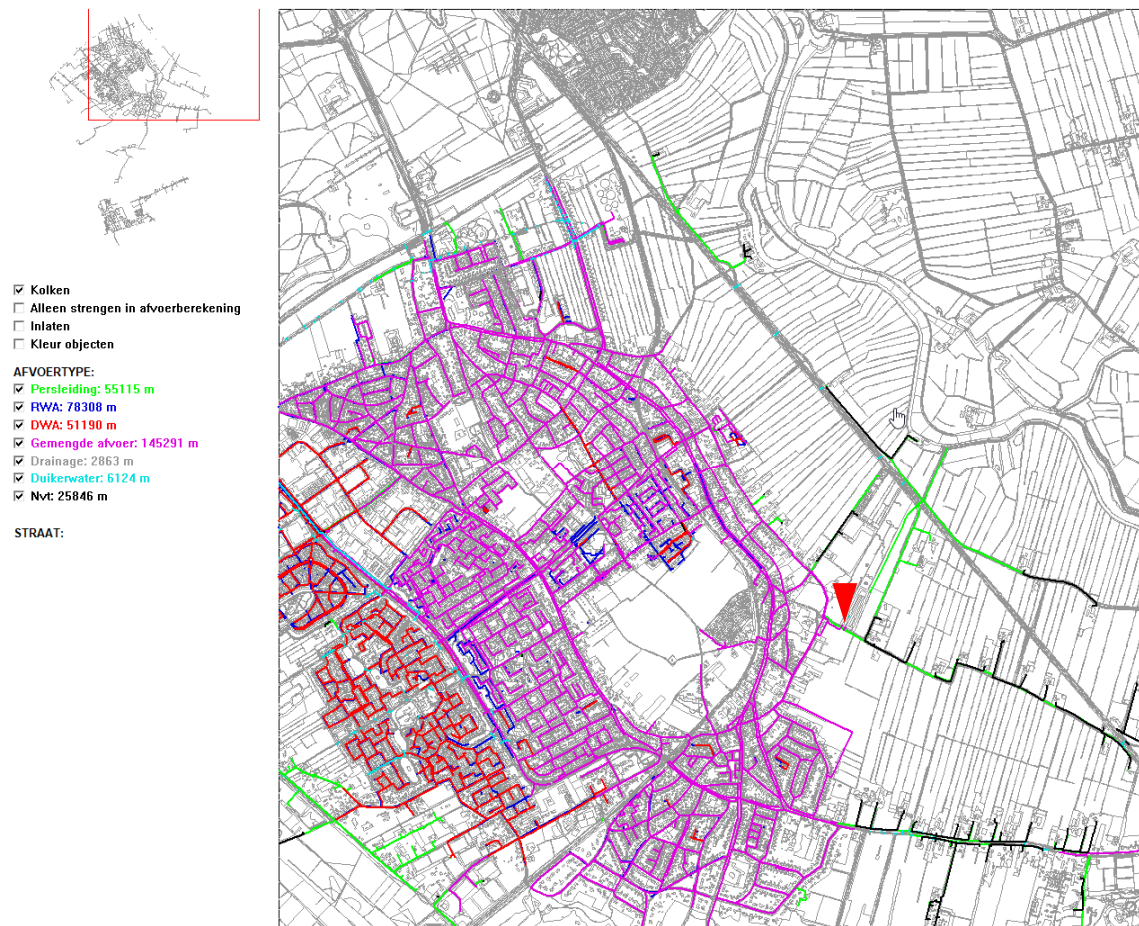 Kolken
Alleen strengen in afvoerberekening
Inlaten
Kleur objecten
AFVOERTYPE:
Persleiding: 55115 m
RWA: 78308 m
DWA: 51190 m
Gemengde afvoer: 145291 m
Drainage: 2863 m
Duikerwater: 6124 m
Nvt: 25846 m
STRAAT: